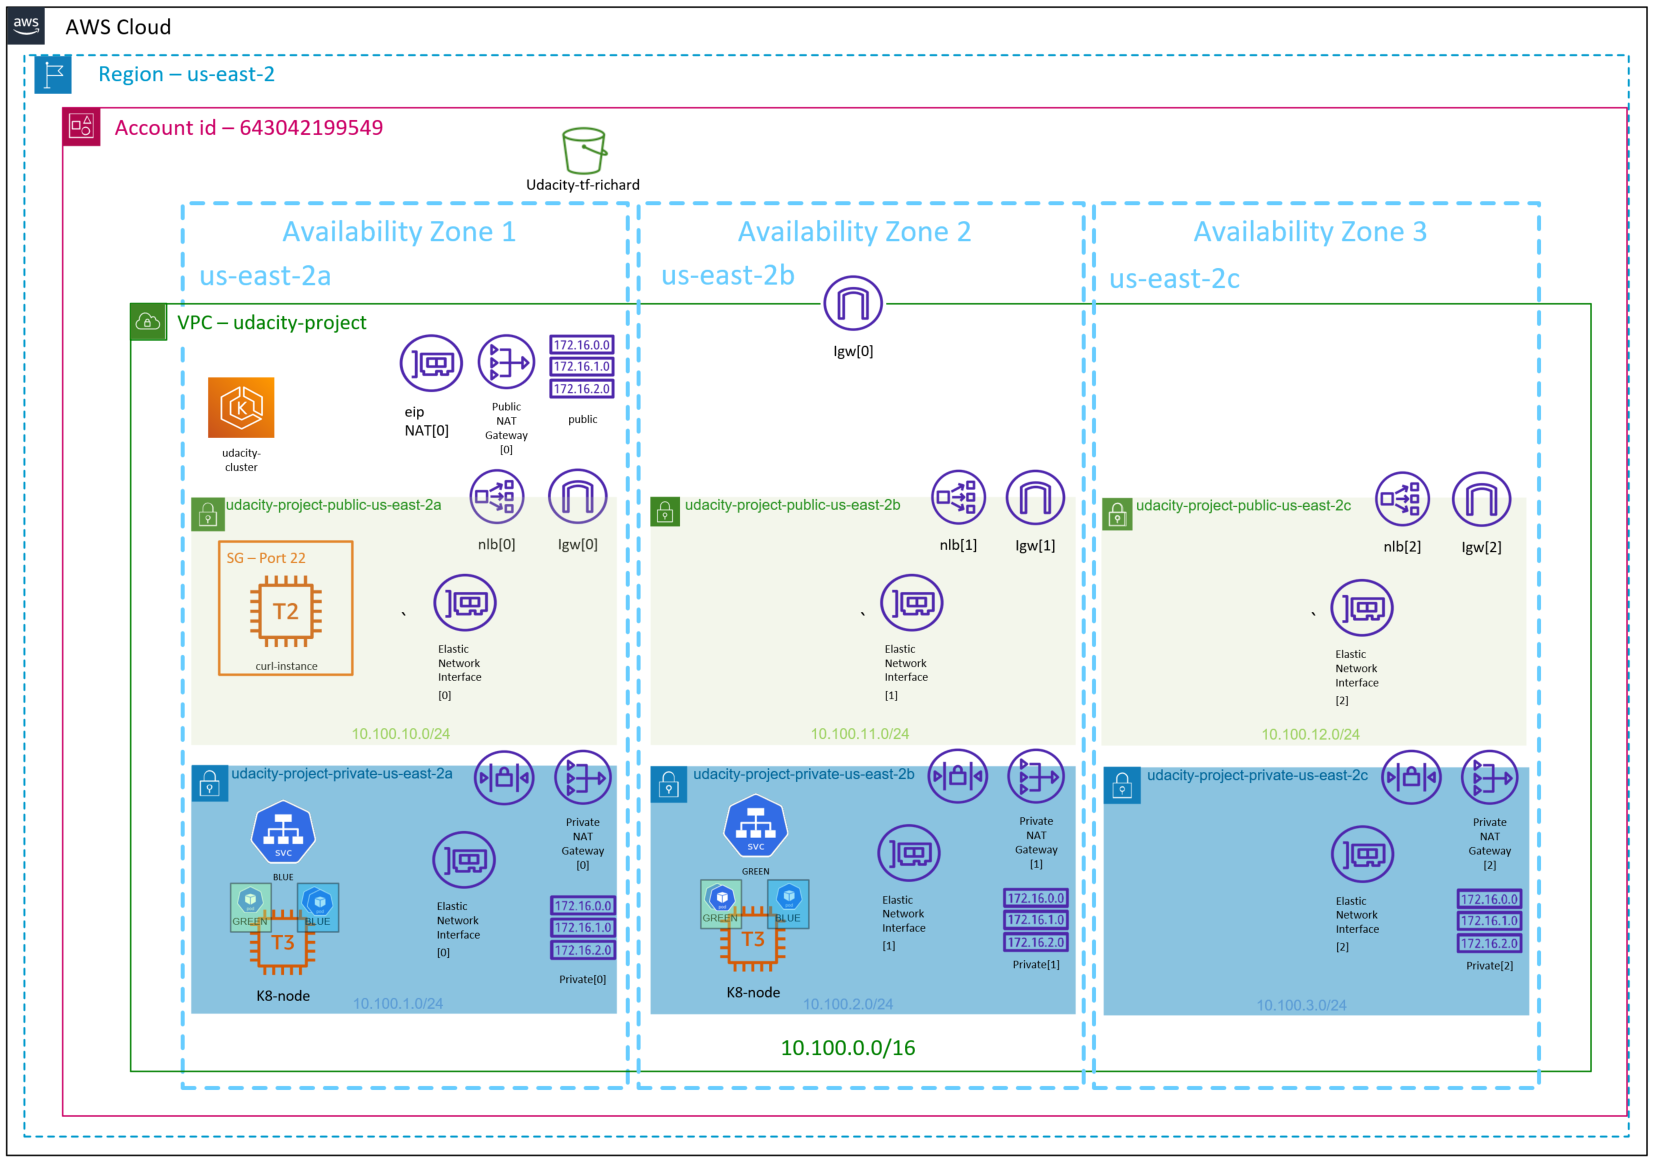 aws
AWS Cloud
Region – us-east-2
Account id – 643042199549
Udacity-tf-richard
Availability Zone 1
us-east-2a
Availability Zone 2
us-east-2b
Availability Zone 3
us-east-2c
VPC – udacity-project
Igw[0]
udacity-
cluster
eip
NAT[0]
Public
NAT
Gateway
[0]
172.16.0.0
172.16.1.0
172.16.2.0
public
udacity-project-public-us-east-2a
nlb[0]
Igw[0]
SG – Port 22
T2
curl-instance
`
Elastic
Network
Interface
[0]
10.100.10.0/24
udacity-project-public-us-east-2b
nlb[1]
Igw[1]
`
Elastic
Network
Interface
[1]
10.100.11.0/24
udacity-project-public-us-east-2c
nlb[2]
Igw[2]
`
Elastic
Network
Interface
[2]
10.100.12.0/24
udacity-project-private-us-east-2a
svc
BLUE
GREEN
BLUE
T3
K8-node
Elastic
Network
Interface
[0]
Private
NAT
Gateway
[0]
172.16.0.0
172.16.1.0
172.16.2.0
Private[0]
10.100.1.0/24
udacity-project-private-us-east-2b
svc
GREEN
GREEN
BLUE
T3
K8-node
Elastic
Network
Interface
[1]
Private
NAT
Gateway
[1]
172.16.0.0
172.16.1.0
172.16.2.0
Private[1]
10.100.2.0/24
udacity-project-private-us-east-2c
Elastic
Network
Interface
[2]
Private
NAT
Gateway
[2]
172.16.0.0
172.16.1.0
172.16.2.0
Private[2]
10.100.3.0/24
10.100.0.0/16